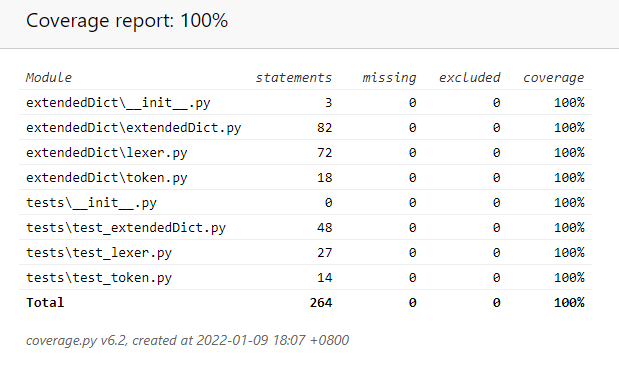 Coverage report: 100%
Module statements missing excluded coverage
extendedDict\__init__.py 3 0 0 100%
extendedDict\extendedDict.py 82 0 0 100%
extendedDict\lexer.py 72 0 0 100%
extendedDict\token.py 18 0 0 100%
tests\__init__.py 0 0 0 100%
tests\test_extendedDict.py 48 0 0 100%
tests\test_lexer.py 27 0 0 100%
tests\test_token.py 14 0 0 100%
Total 264 0 0 100%
coverage.py v6.2, created at 2022-01-09 18:07 +0800